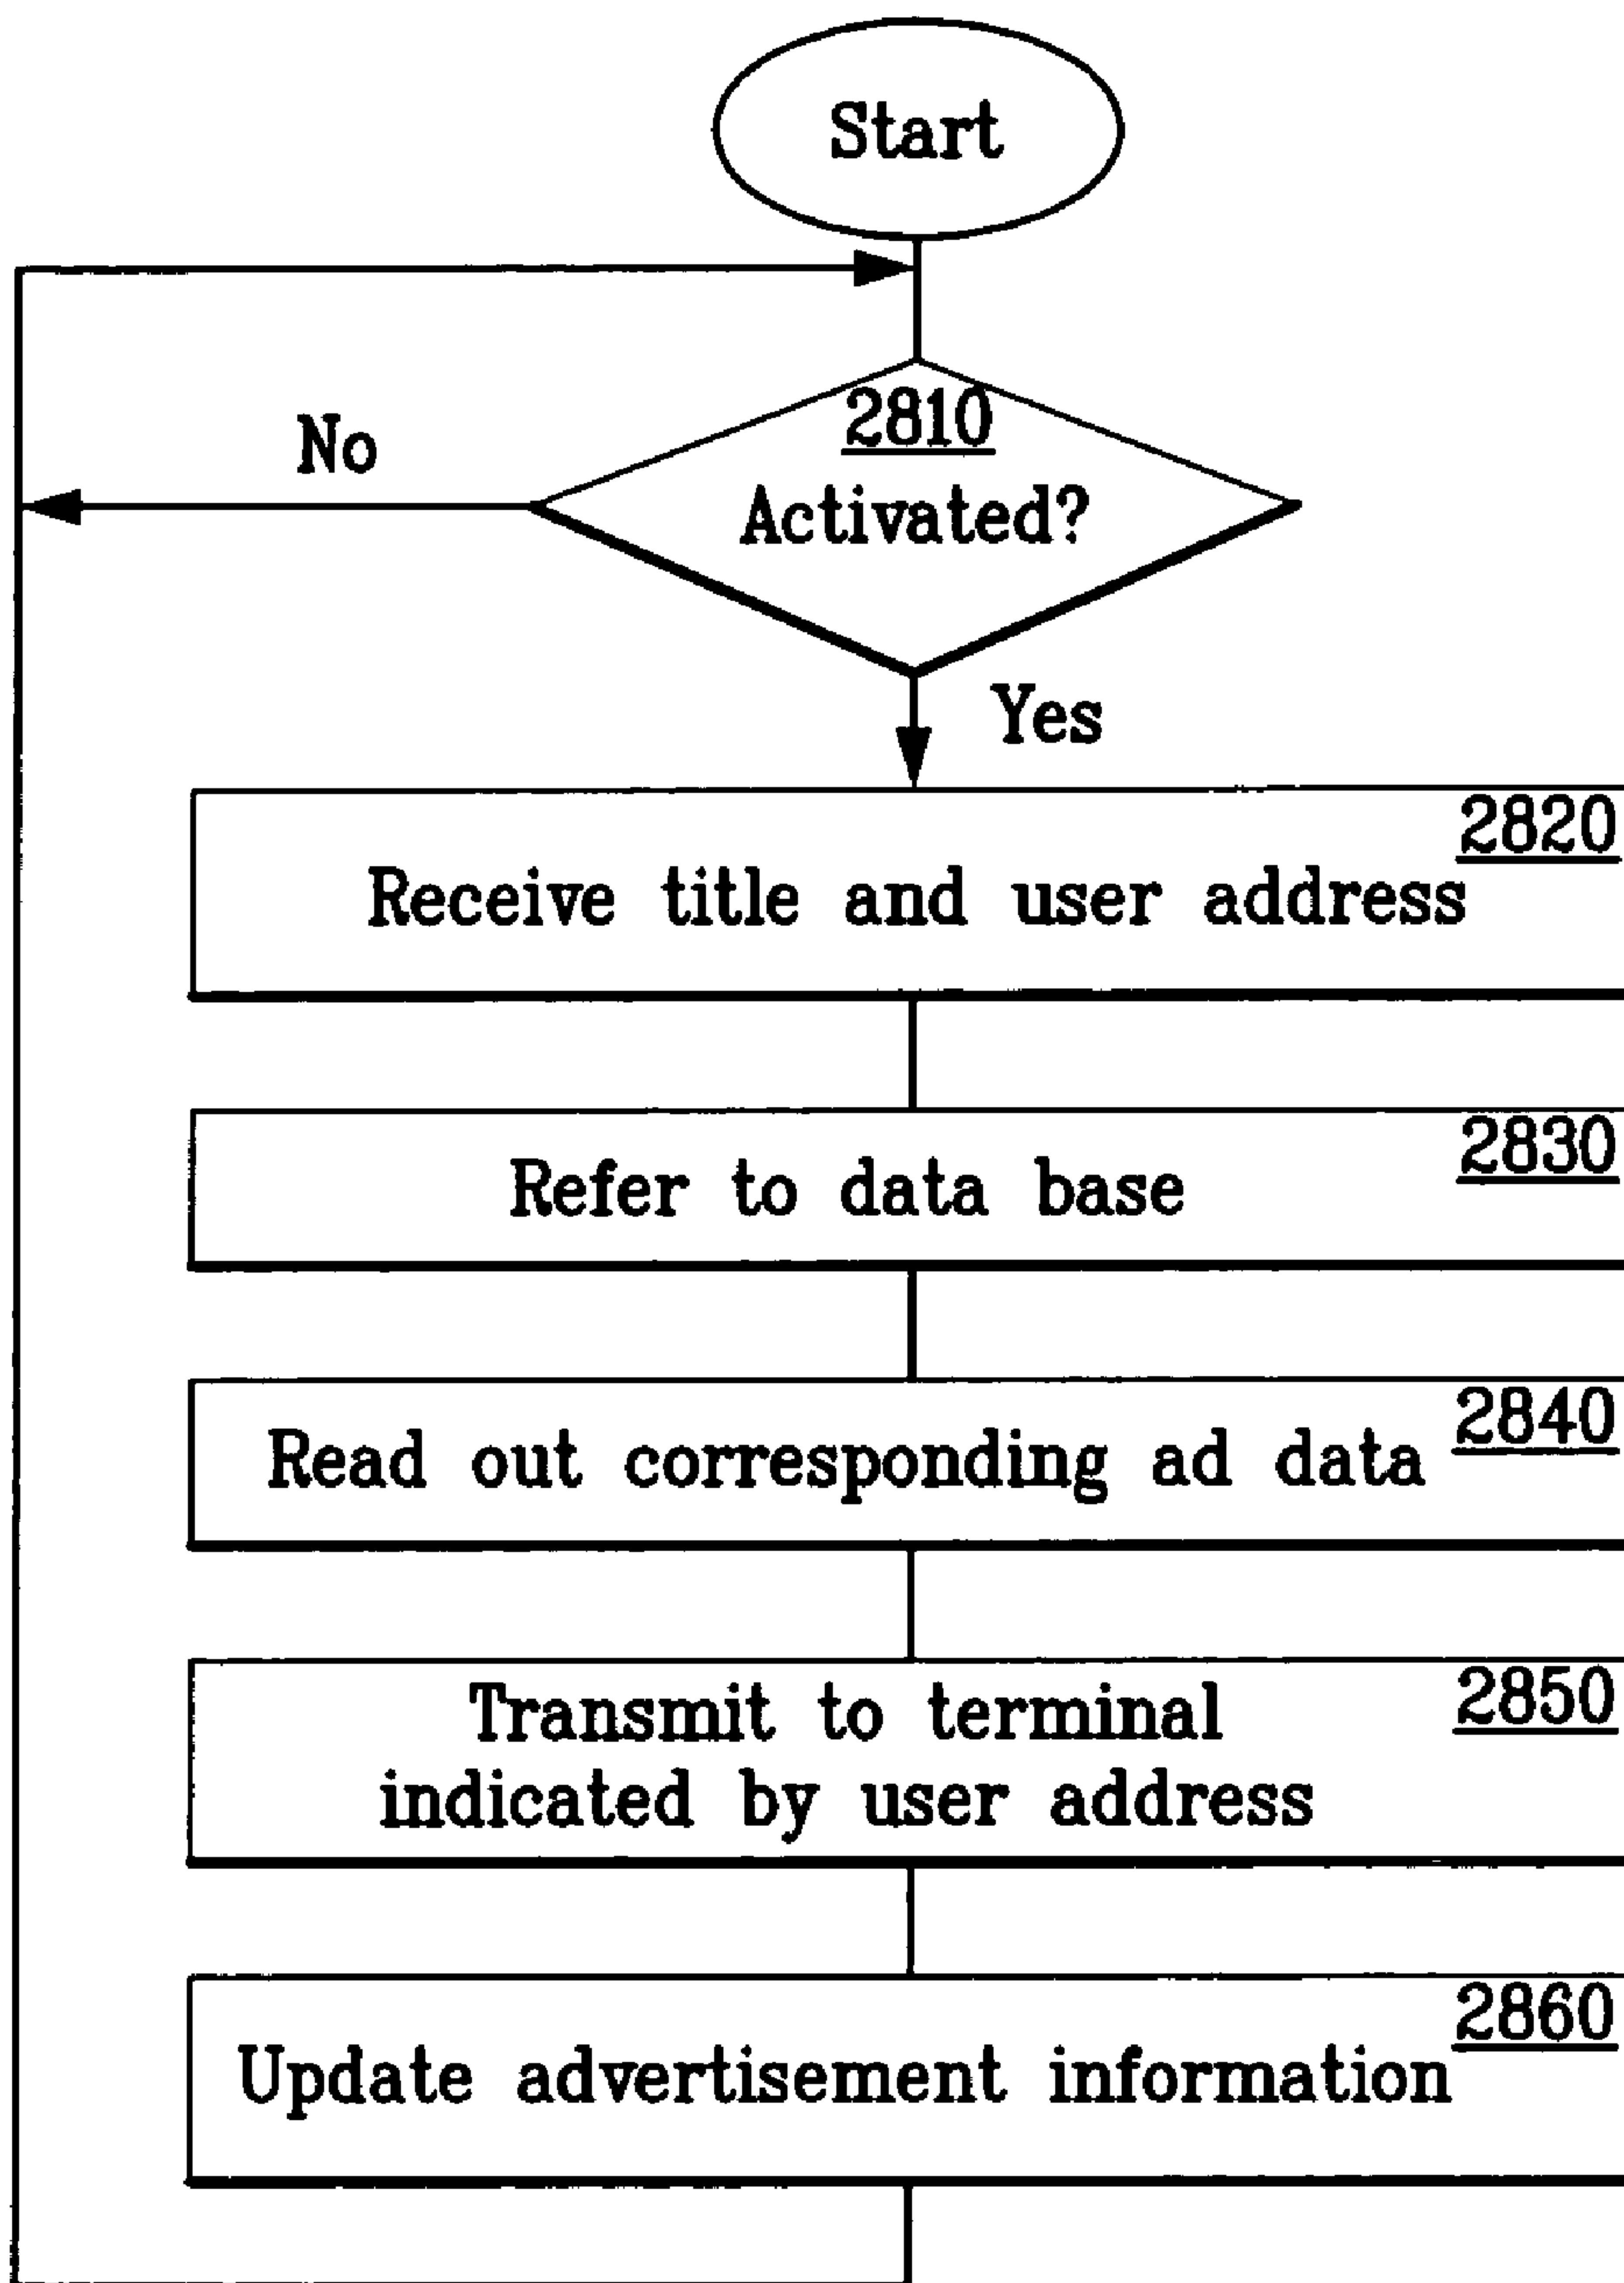 Start
2810
Activated?
No
Yes
2820
Receive title and user address
2830
Refer to data base
2840
Read out corresponding ad data
2850
Transmit to terminal
indicated by user address
2860
Update advertisement information